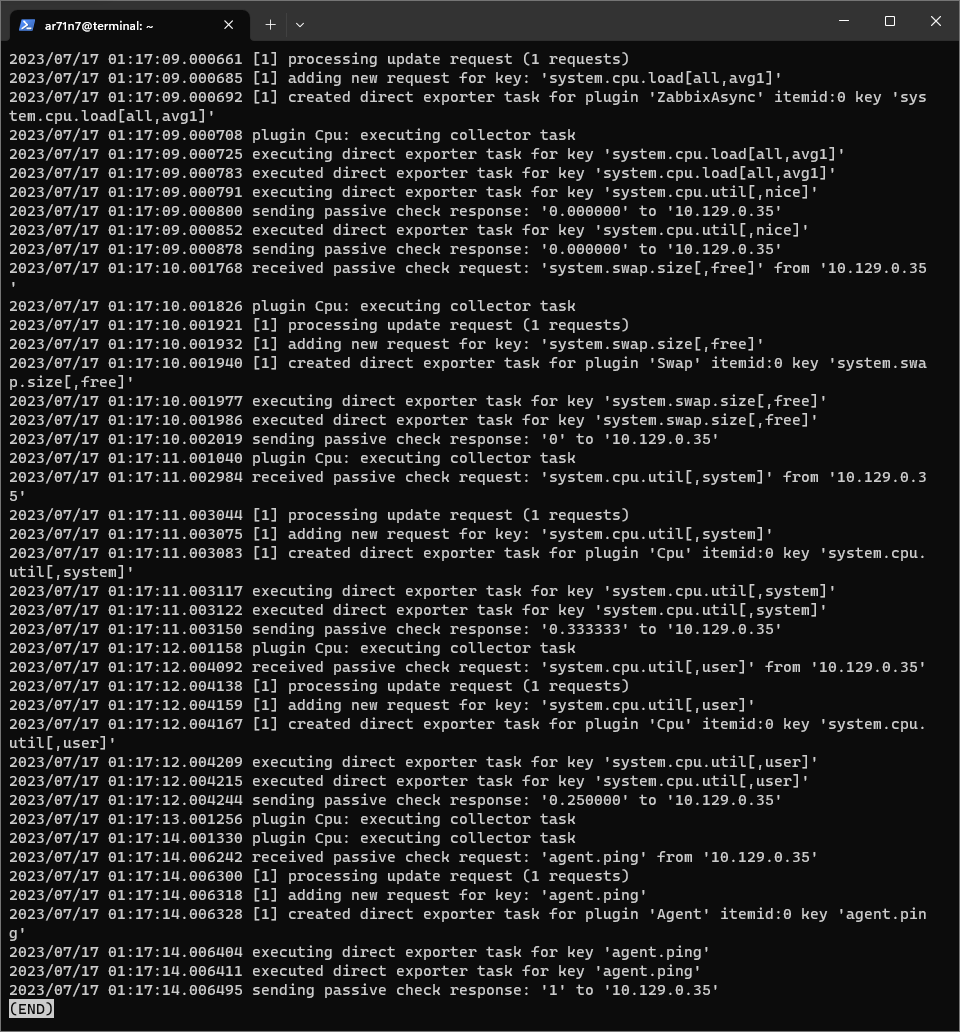 ar71n7@terminal: ~
2023/07/17 01:17:09.000661 [1] processing update request (1 requests)
2023/07/17 01:17:09.000685 [1] adding new request for key: 'system.cpu.load[all,avg1]'
2023/07/17 01:17:09.000692 [1] created direct exporter task for plugin 'ZabbixAsync' itemid:0 key 'sys
tem.cpu.load[all,avg1]'
2023/07/17 01:17:09.000708 plugin Cpu: executing collector task
2023/07/17 01:17:09.000725 executing direct exporter task for key 'system.cpu.load[all,avg1]'
2023/07/17 01:17:09.000783 executed direct exporter task for key 'system.cpu.load[all,avg1]'
2023/07/17 01:17:09.000791 executing direct exporter task for key 'system.cpu.util[,nice]'
2023/07/17 01:17:09.000800 sending passive check response: '0.000000' to '10.129.0.35'
2023/07/17 01:17:09.000852 executed direct exporter task for key 'system.cpu.util[,nice]'
2023/07/17 01:17:09.000878 sending passive check response: '0.000000' to '10.129.0.35'
2023/07/17 01:17:10.001768 received passive check request: 'system.swap.size[,free]' from '10.129.0.35
'
2023/07/17 01:17:10.001826 plugin Cpu: executing collector task
2023/07/17 01:17:10.001921 [1] processing update request (1 requests)
2023/07/17 01:17:10.001932 [1] adding new request for key: 'system.swap.size[,free]'
2023/07/17 01:17:10.001940 [1] created direct exporter task for plugin 'Swap' itemid:0 key 'system.swa
p.size[,free]'
2023/07/17 01:17:10.001977 executing direct exporter task for key 'system.swap.size[,free]'
2023/07/17 01:17:10.001986 executed direct exporter task for key 'system.swap.size[,free]'
2023/07/17 01:17:10.002019 sending passive check response: '0' to '10.129.0.35'
2023/07/17 01:17:11.001040 plugin Cpu: executing collector task
2023/07/17 01:17:11.002984 received passive check request: 'system.cpu.util[,system]' from '10.129.0.3
5'
2023/07/17 01:17:11.003044 [1] processing update request (1 requests)
2023/07/17 01:17:11.003075 [1] adding new request for key: 'system.cpu.util[,system]'
2023/07/17 01:17:11.003083 [1] created direct exporter task for plugin 'Cpu' itemid:0 key 'system.cpu.
util[,system]'
2023/07/17 01:17:11.003117 executing direct exporter task for key 'system.cpu.util[,system]'
2023/07/17 01:17:11.003122 executed direct exporter task for key 'system.cpu.util[,system]'
2023/07/17 01:17:11.003150 sending passive check response: '0.333333' to '10.129.0.35'
2023/07/17 01:17:12.001158 plugin Cpu: executing collector task
2023/07/17 01:17:12.004092 received passive check request: 'system.cpu.util[,user]' from '10.129.0.35'
2023/07/17 01:17:12.004138 [1] processing update request (1 requests)
2023/07/17 01:17:12.004159 [1] adding new request for key: 'system.cpu.util[,user]'
2023/07/17 01:17:12.004167 [1] created direct exporter task for plugin 'Cpu' itemid:0 key 'system.cpu.
util[,user]'
2023/07/17 01:17:12.004209 executing direct exporter task for key 'system.cpu.util[,user]'
2023/07/17 01:17:12.004215 executed direct exporter task for key 'system.cpu.util[,user]'
2023/07/17 01:17:12.004244 sending passive check response: '0.250000' to '10.129.0.35'
2023/07/17 01:17:13.001256 plugin Cpu: executing collector task
2023/07/17 01:17:14.001330 plugin Cpu: executing collector task
2023/07/17 01:17:14.006242 received passive check request: 'agent.ping' from '10.129.0.35'
2023/07/17 01:17:14.006300 [1] processing update request (1 requests)
2023/07/17 01:17:14.006318 [1] adding new request for key: 'agent.ping'
2023/07/17 01:17:14.006328 [1] created direct exporter task for plugin 'Agent' itemid:0 key 'agent.pin
g'
2023/07/17 01:17:14.006404 executing direct exporter task for key 'agent.ping'
2023/07/17 01:17:14.006411 executed direct exporter task for key 'agent.ping'
2023/07/17 01:17:14.006495 sending passive check response: '1' to '10.129.0.35'
(END)